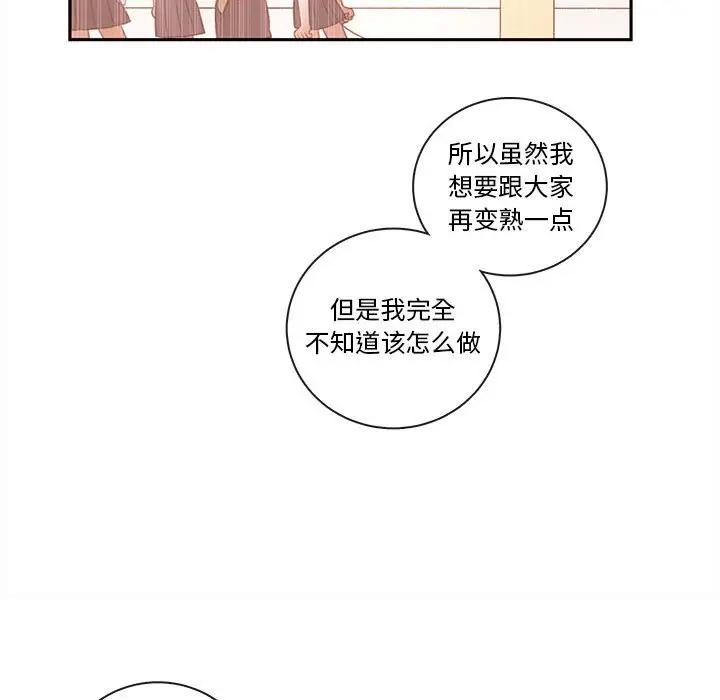 所以虽然我
想要跟大家
再变熟一点
但是我完全
不知道该怎么做